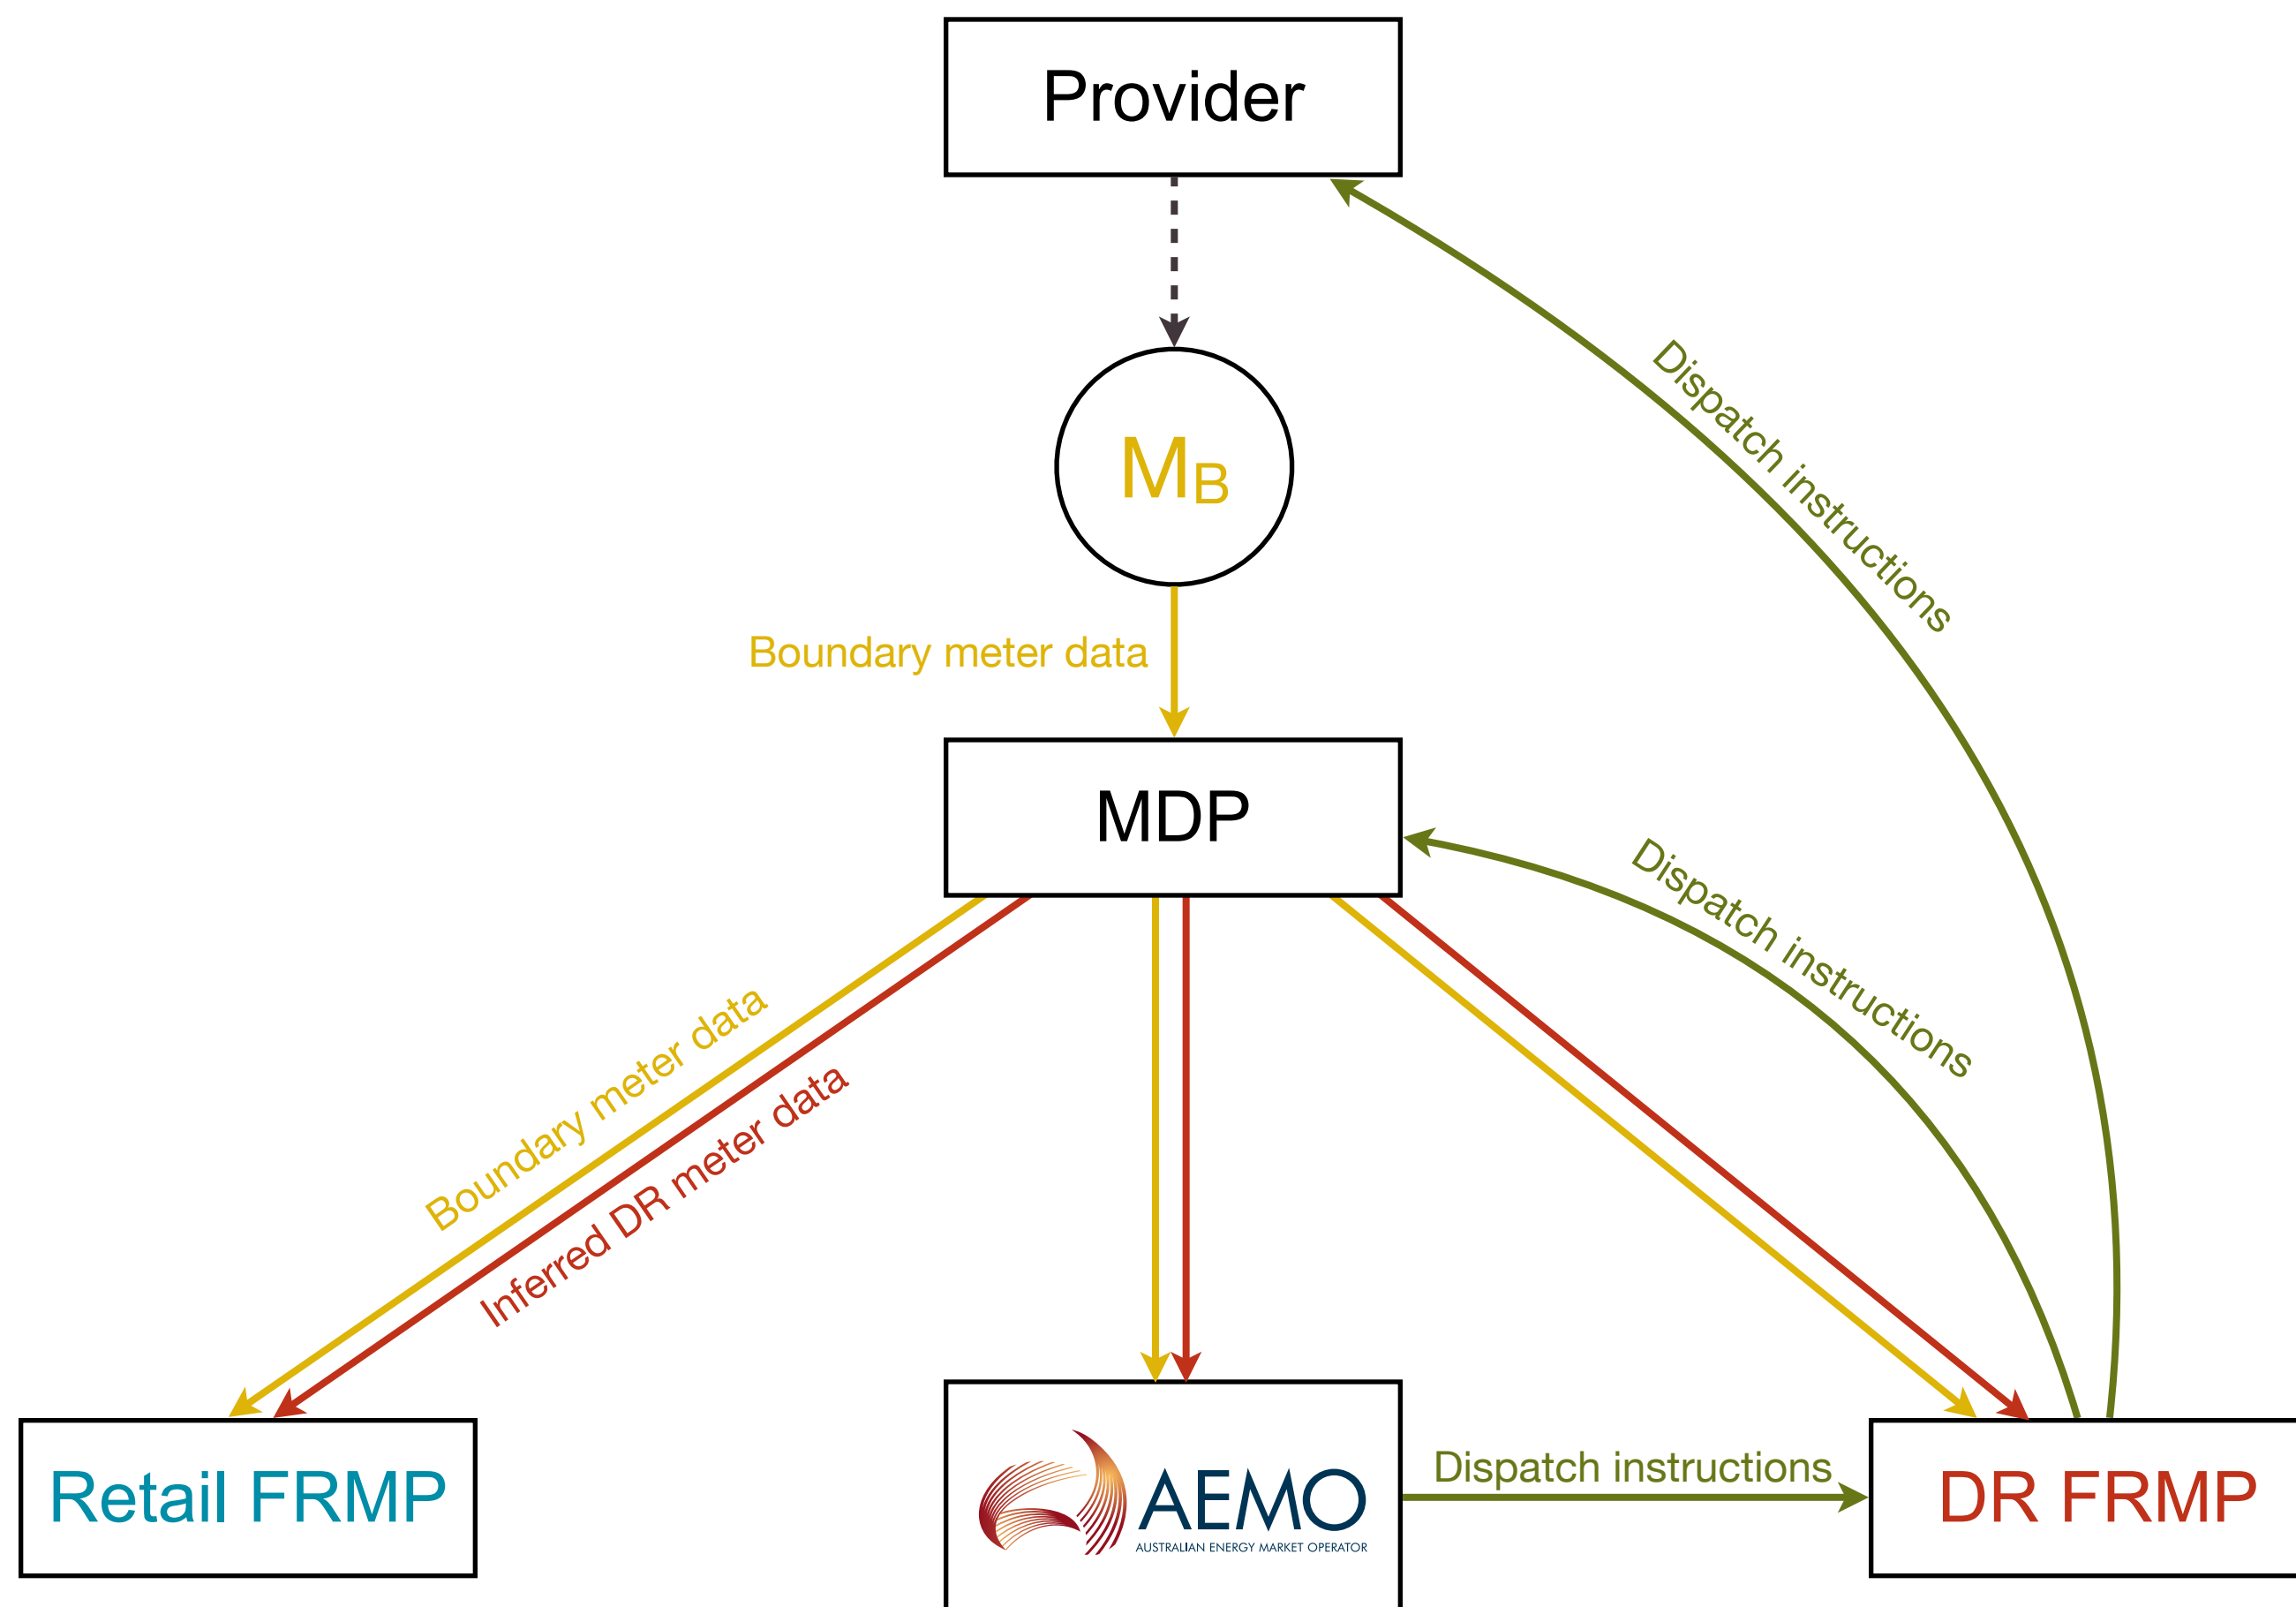 Provider
Dispatch instructions
MB
Boundary meter data
MDP
Dispatch instructions
Boundary meter data
Inferred DR meter data
Retail FRMP
AEMO
AUSTRALIAN ENERGY MARKET OPERATOR
Dispatch instructions
DR FRMP